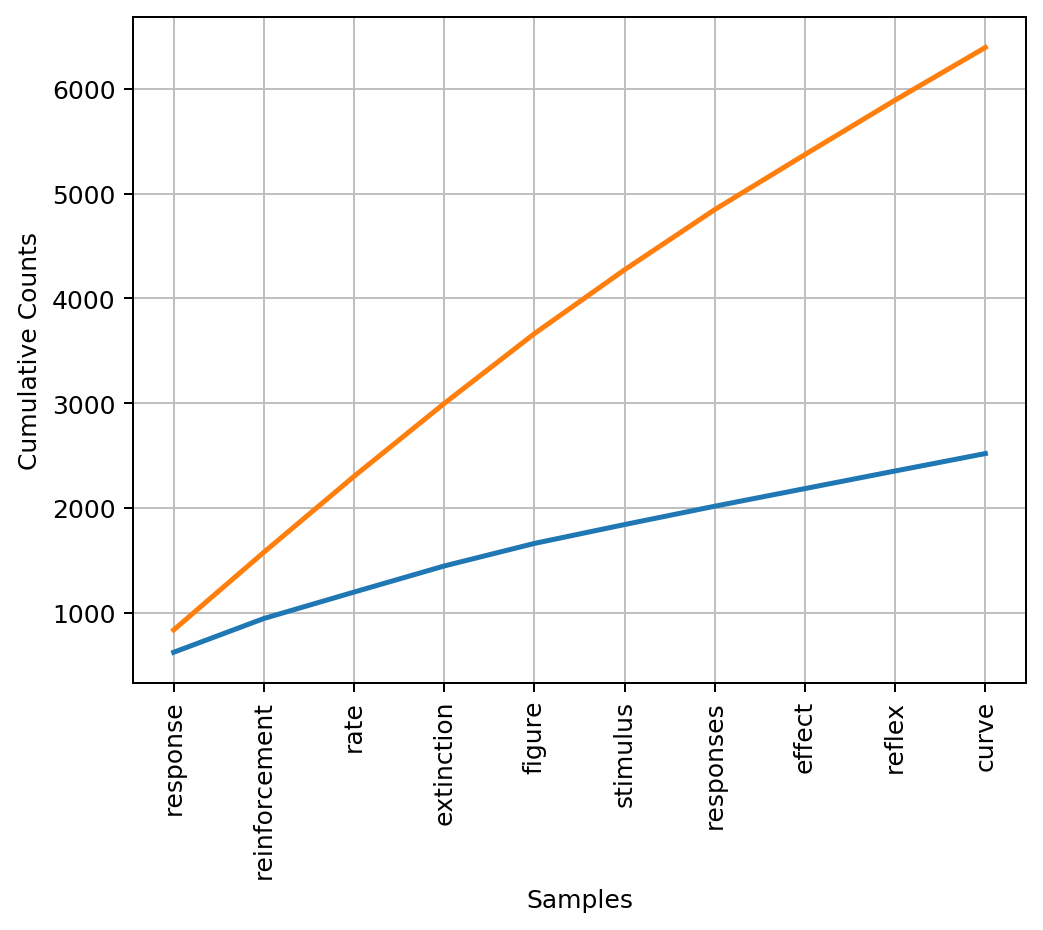 6000
5000
4000
3000
2000
1000
Cumulative Counts
response
reinforcement
rate
extinction
figure
stimulus
responses
effect
reflex
curve
Samples